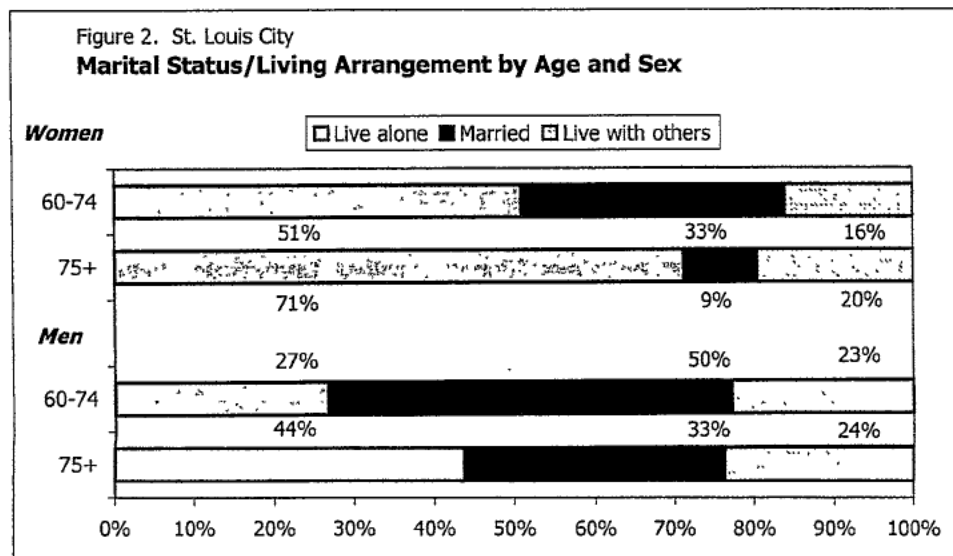 Figure 2. St. Louis City
Marital Status/Living Arrangement by Age and Sex
Women
Live alone Married Live with others
60-74
51% 33% 16%
75+
71% 9% 20%
Men
27% 50% 23%
60-74
44% 33% 24%
75+
0% 10% 20% 30% 40% 50% 60% 70% 80% 90% 100%